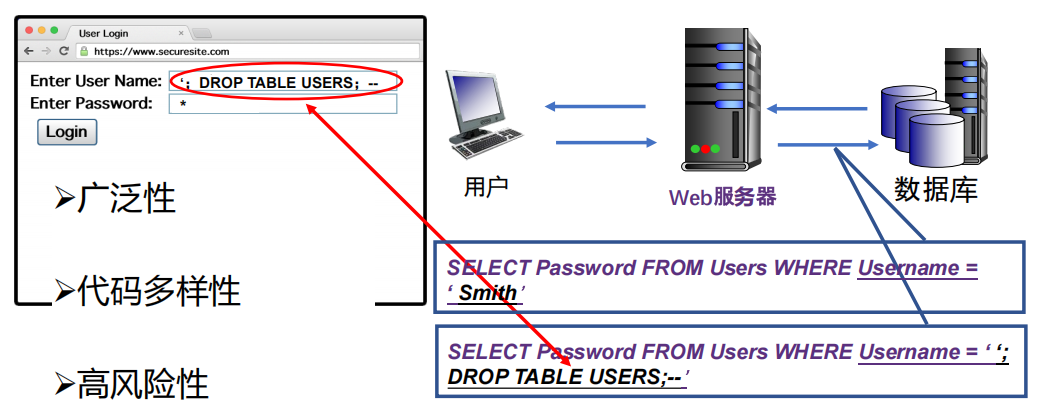 User Login
https://www.securesite.com
Enter User Name: ‘；DROP TABLE USERS；--
Enter Password: *
Login
➢广泛性
➢代码多样性
➢高风险性
用户
Web服务器
数据库
SELECT Password FROM Users WHERE Username =
‘ Smith’
SELECT Password FROM Users WHERE Username = ‘ ‘;
DROP TABLE USERS;--’